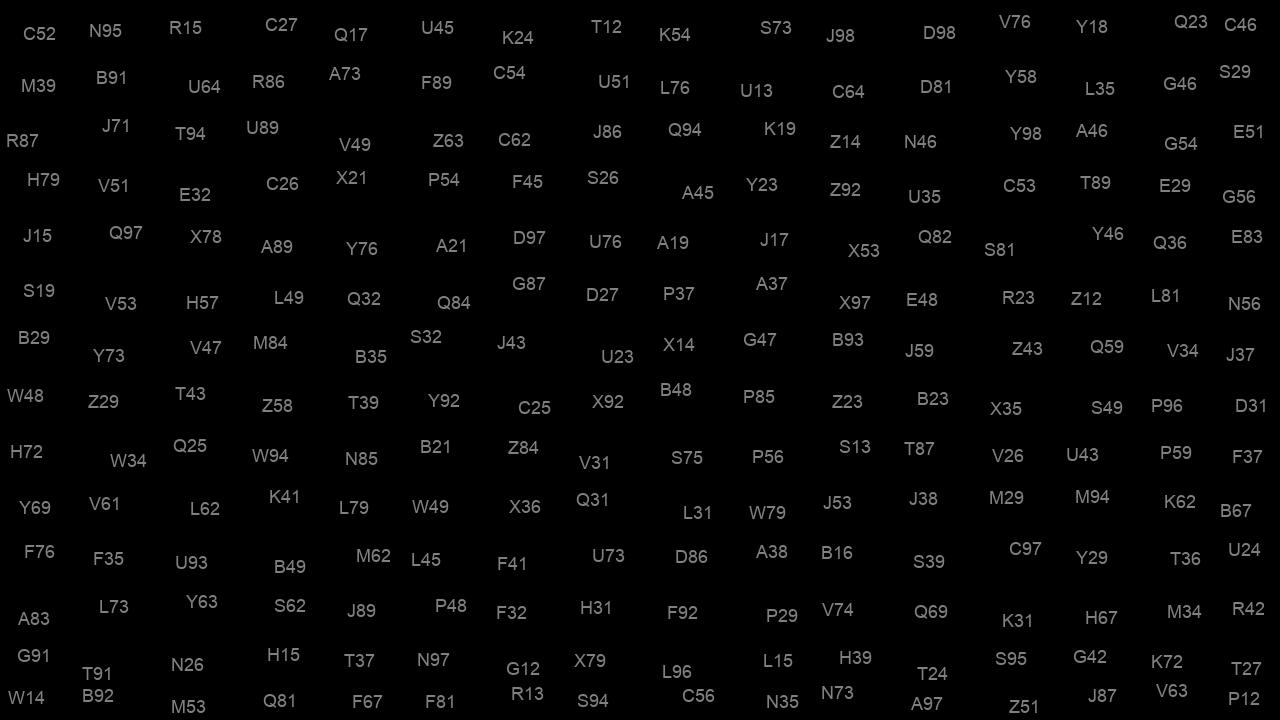 C52 N95 R15 C27 Q17 U45 K24 T12 K54 S73 J98 D98 V76 Y18 Q23 C46
M39 B91 U64 R86 A73 F89 C54 U51 L76 U13 C64 D81 Y58 L35 G46 S29
R87 J71 T94 U89 V49 Z63 C62 J86 Q94 K19 Z14 N46 Y98 A46 G54 E51
H79 V51 E32 C26 X21 P54 F45 S26 A45 Y23 Z92 U35 C53 T89 E29 G56
J15 Q97 X78 A89 Y76 A21 D97 U76 A19 J17 X53 Q82 S81 Y46 Q36 E83
S19 V53 H57 L49 Q32 Q84 G87 D27 P37 A37 X97 E48 R23 Z12 L81 N56
B29 Y73 V47 M84 B35 S32 J43 U23 X14 G47 B93 J59 Z43 Q59 V34 J37
W48 Z29 T43 Z58 T39 Y92 C25 X92 B48 P85 Z23 B23 X35 S49 P96 D31
H72 W34 Q25 W94 N85 B21 Z84 V31 S75 P56 S13 T87 V26 U43 P59 F37
Y69 V61 L62 K41 L79 W49 X36 Q31 L31 W79 J53 J38 M29 M94 K62 B67
F76 F35 U93 B49 M62 L45 F41 U73 D86 A38 B16 S39 C97 Y29 T36 U24
A83 L73 Y63 S62 J89 P48 F32 H31 F92 P29 V74 Q69 K31 H67 M34 R42
G91 T91 N26 H15 T37 N97 G12 X79 L96 L15 H39 T24 S95 G42 K72 T27
W14 B92 M53 Q81 F67 F81 R13 S94 C56 N35 N73 A97 Z51 J87 V63 P12